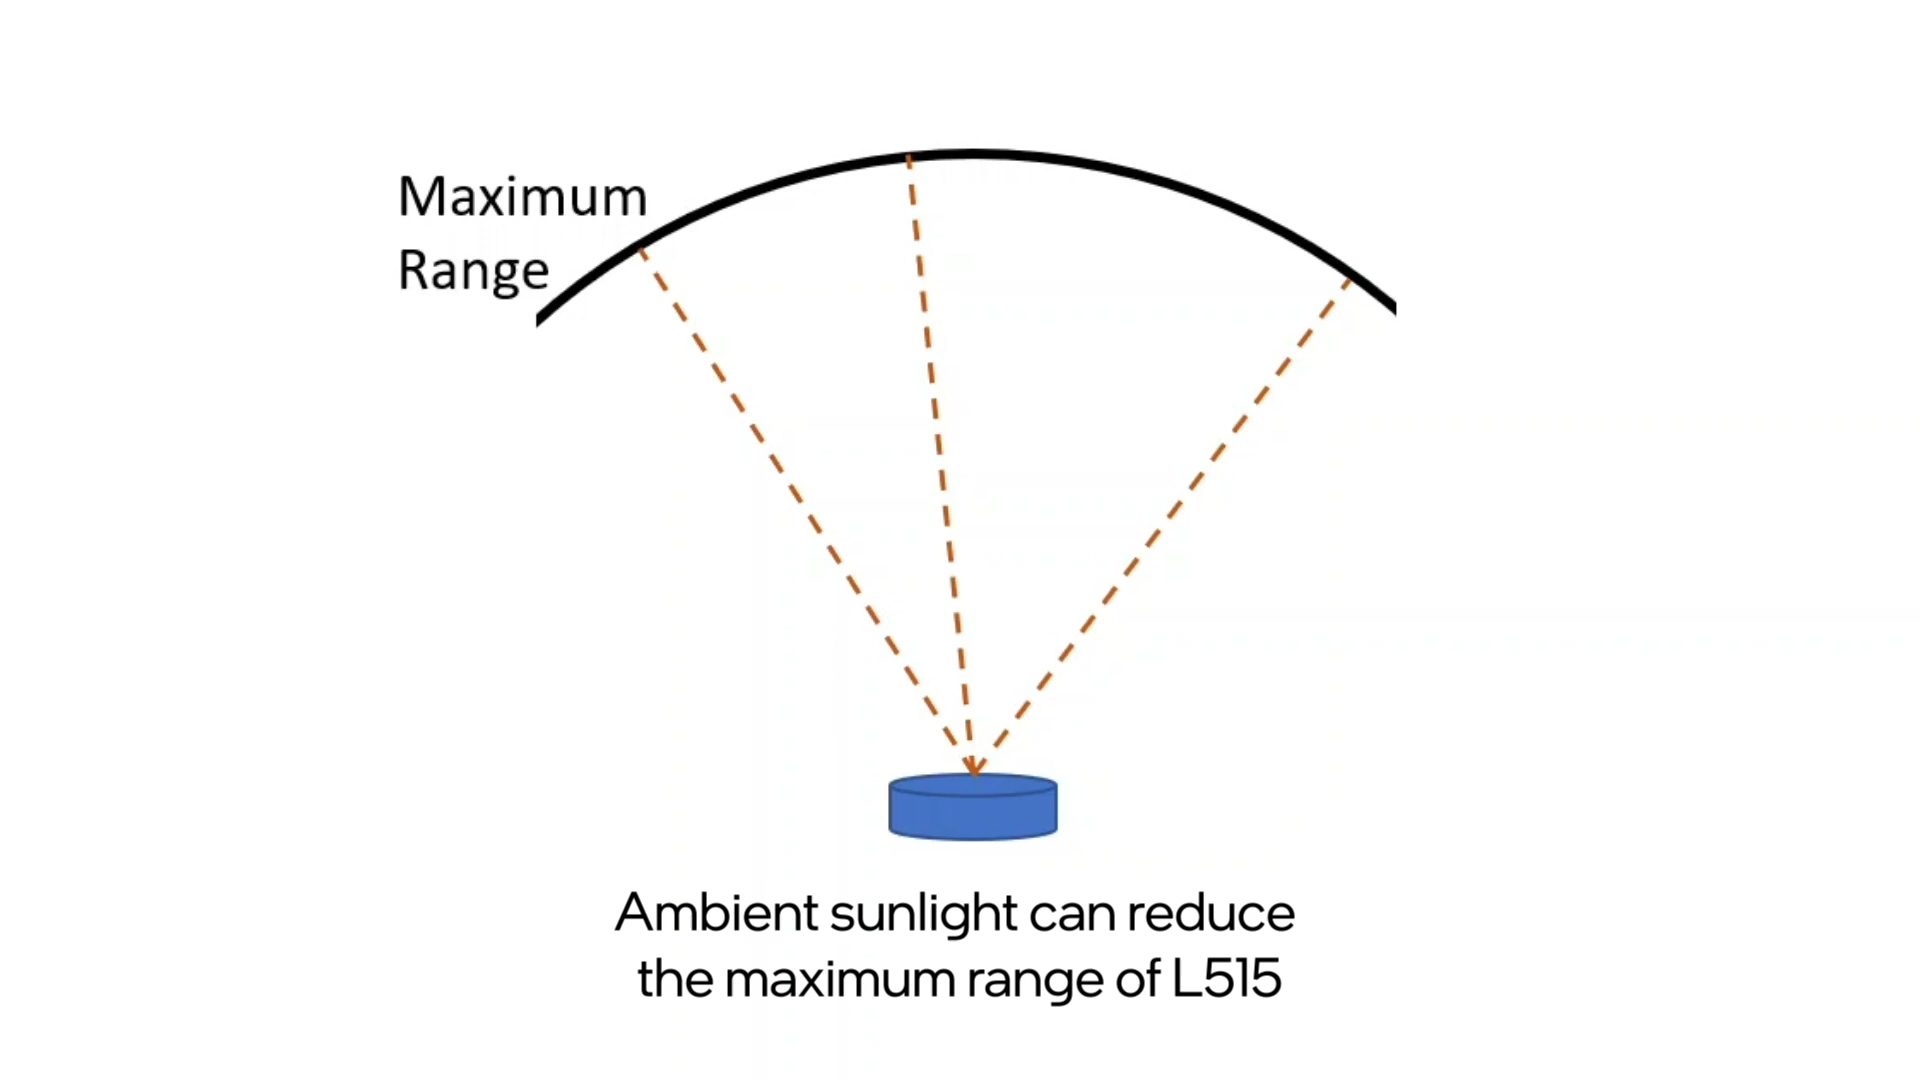 Maximum
Range
Ambient sunlight can reduce
the maximum range of L515